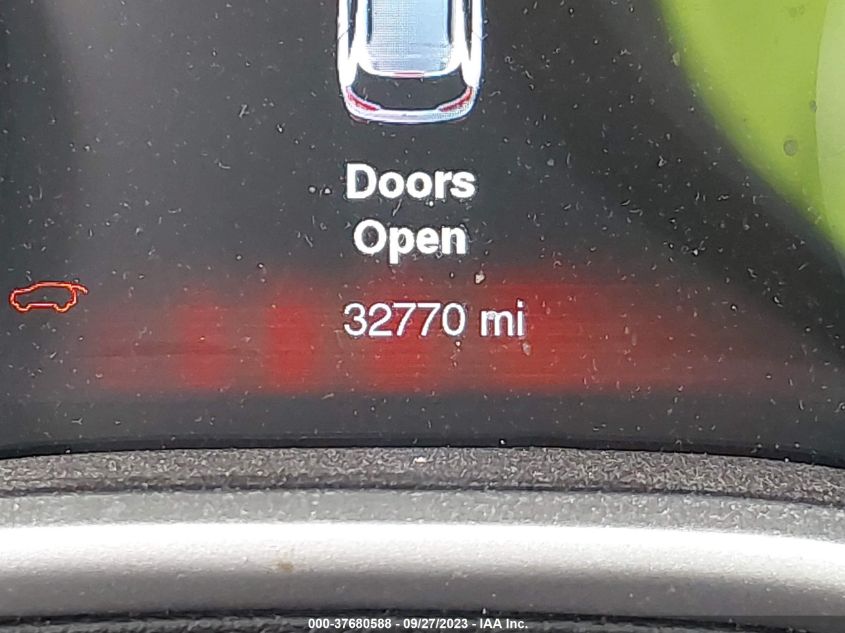 Doors
Open
32770 mi
000-37680588 - 09/27/2023 - IAA Inc.